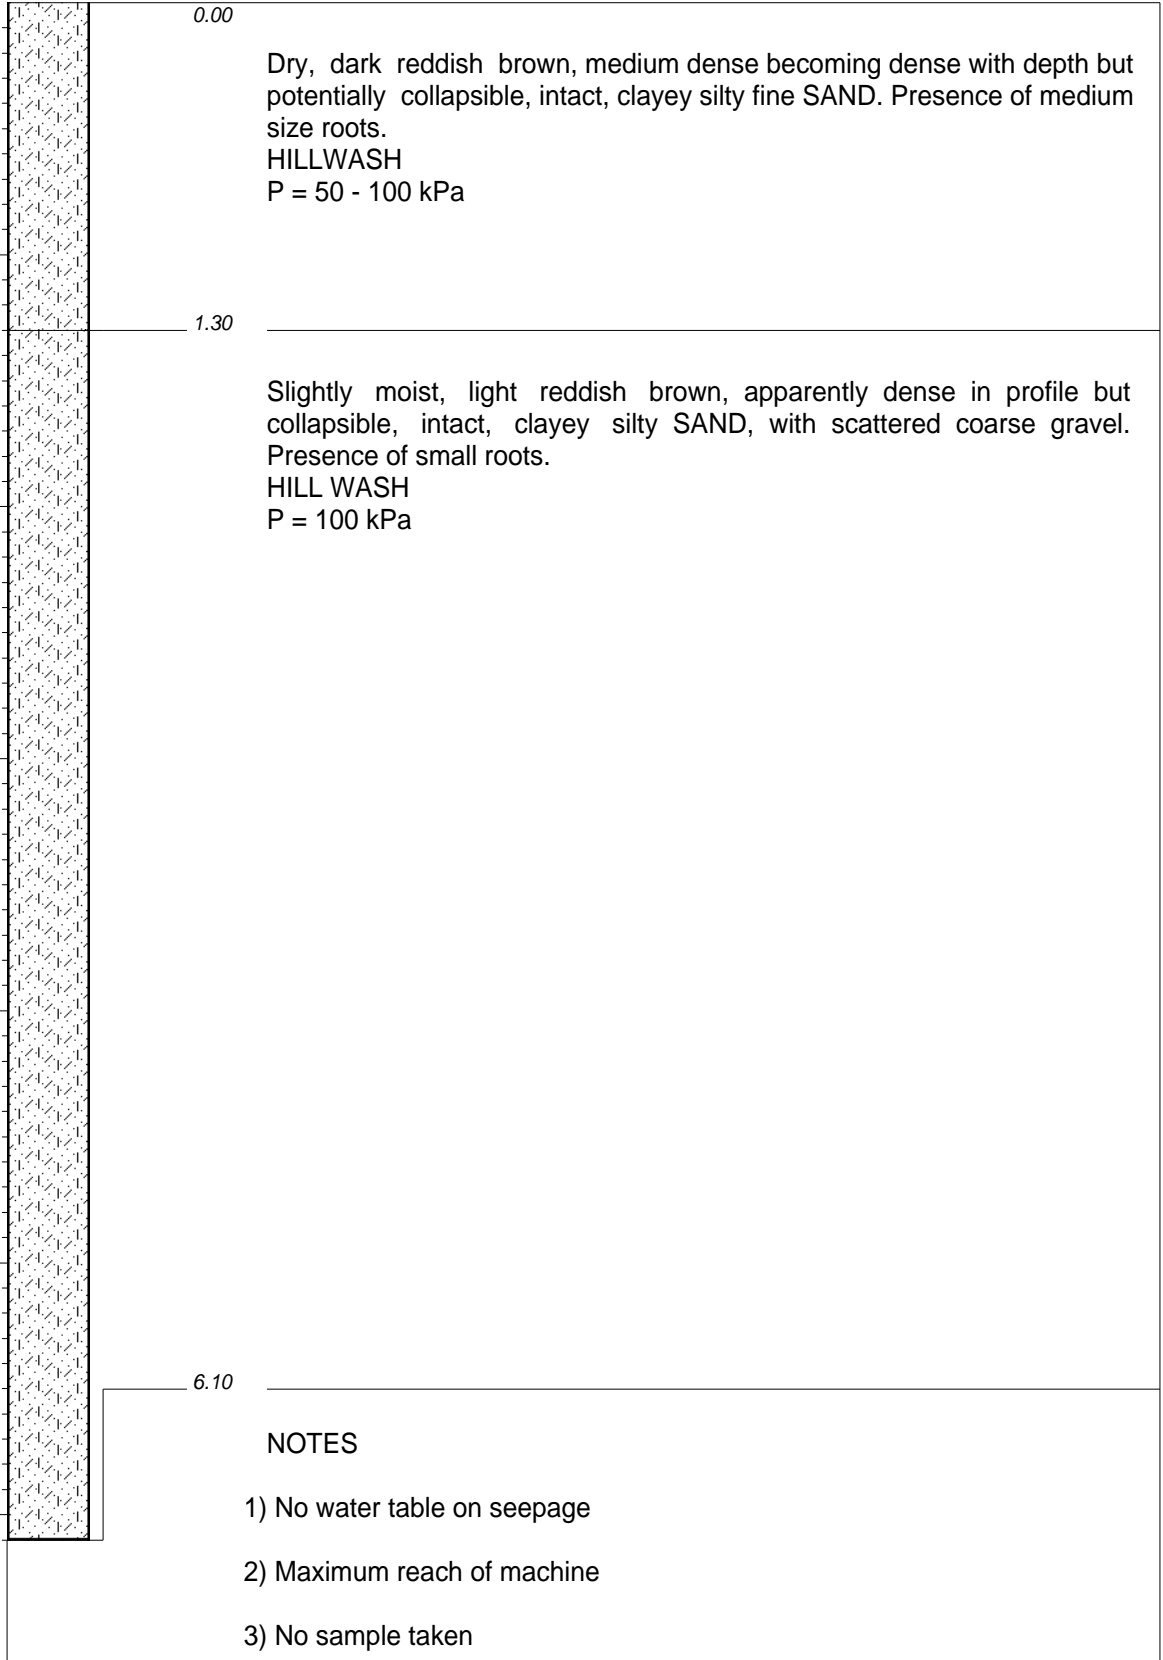 0.00
Dry, dark reddish brown, medium dense becoming dense with depth but
potentially collapsible, intact, clayey silty fine SAND. Presence of medium
size roots.
HILLWASH
P = 50 - 100 kPa
1.30
Slightly moist, light reddish brown, apparently dense in profile but
collapsible, intact, clayey silty SAND, with scattered coarse gravel.
Presence of small roots.
HILL WASH
P = 100 kPa
6.10
NOTES
1) No water table on seepage
2) Maximum reach of machine
3) No sample taken